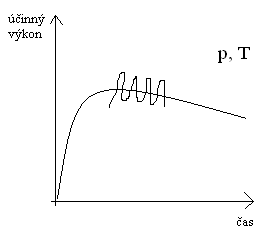 účinný
výkon
p, T
čas